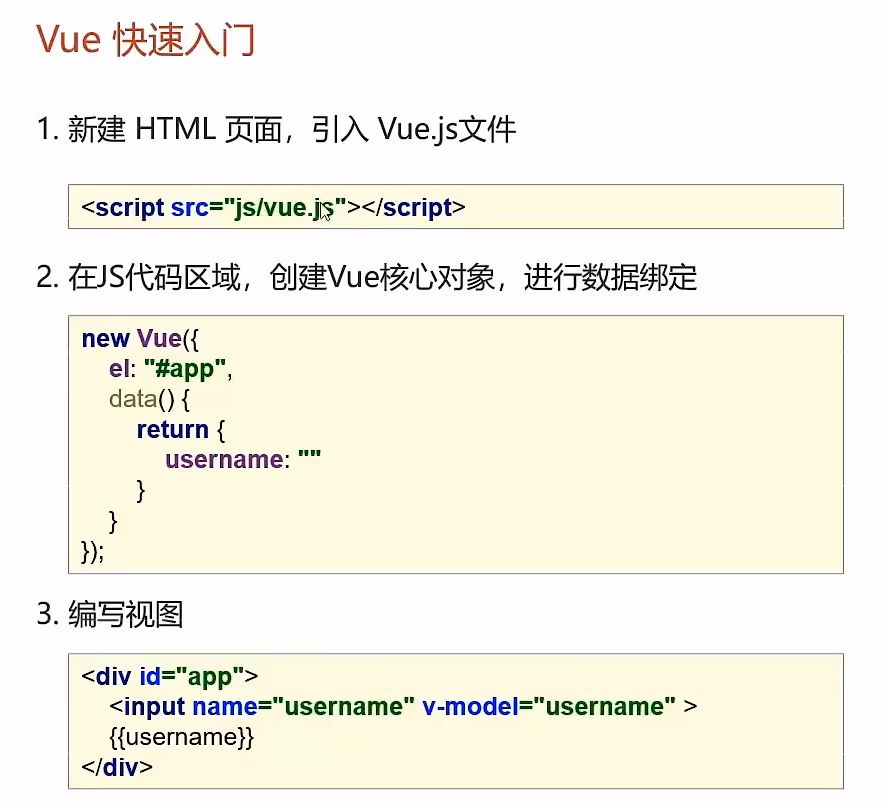 Vue 快速入门
1. 新建 HTML 页面，引入 Vue.js文件
<script src="js/vue.js"></script>
2. 在JS代码区域，创建Vue核心对象，进行数据绑定
new Vue({
    el: "#app",
    data() {
        return {
            username: ""
        }
    }
});
3. 编写视图
<div id="app">
    <input name="username" v-model="username" >
    {{username}}
</div>